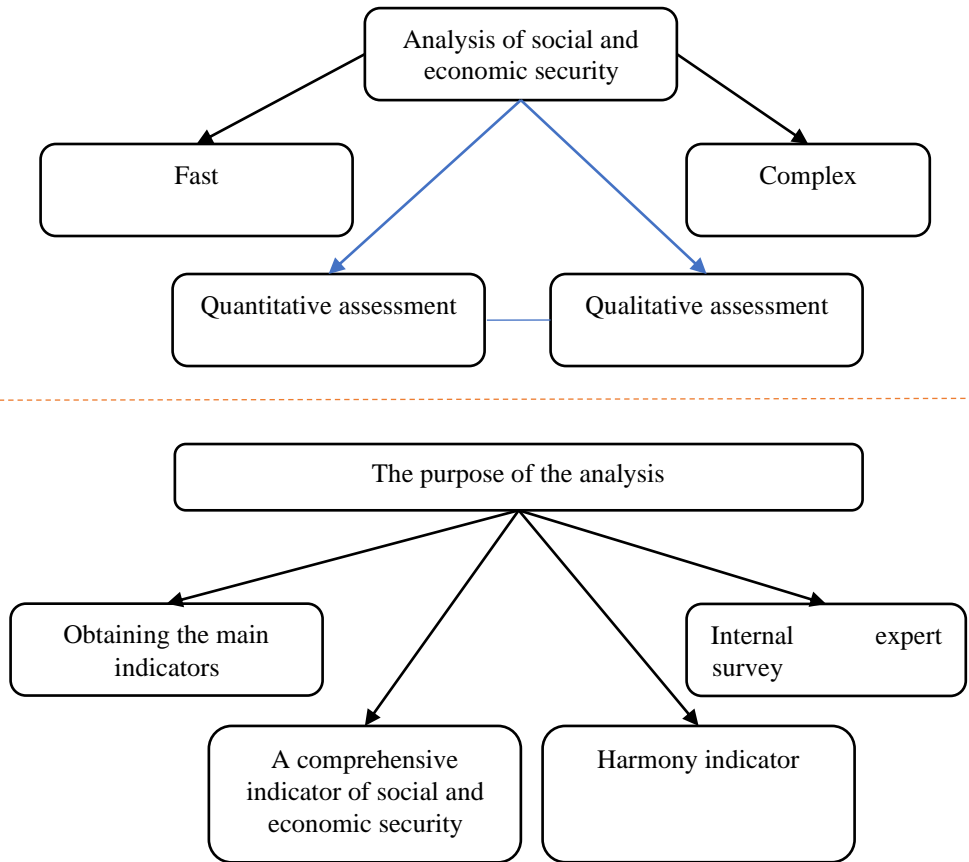 Analysis of social and
economic security
Fast
Complex
Quantitative assessment
Qualitative assessment
The purpose of the analysis
Obtaining the main
indicators
Internal expert
survey
A comprehensive
indicator of social and
economic security
Harmony indicator